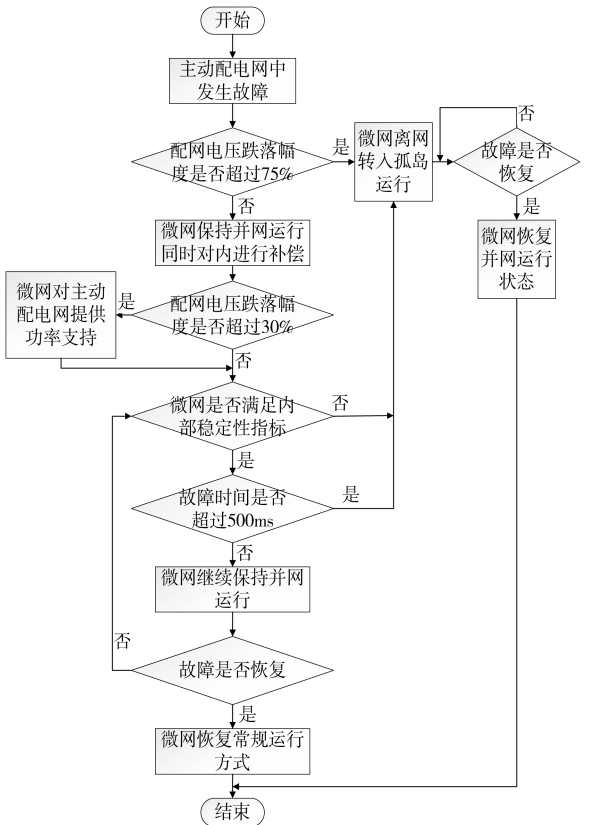 开始
主动配电网中
发生故障
配网电压跌落幅
度是否超过75%
是
否
微网离网
转入孤岛
运行
否
故障是否
恢复
是
微网恢复
并网运行
状态
微网保持并网运行
同时对内进行补偿
配网电压跌落幅
度是否超过30%
是
微网对主动
配电网提供
功率支持
否
微网是否满足内
部稳定性指标
否
是
故障时间是否
超过500ms
是
否
微网继续保持并网
运行
故障是否恢复
否
是
微网恢复常规运行
方式
结束